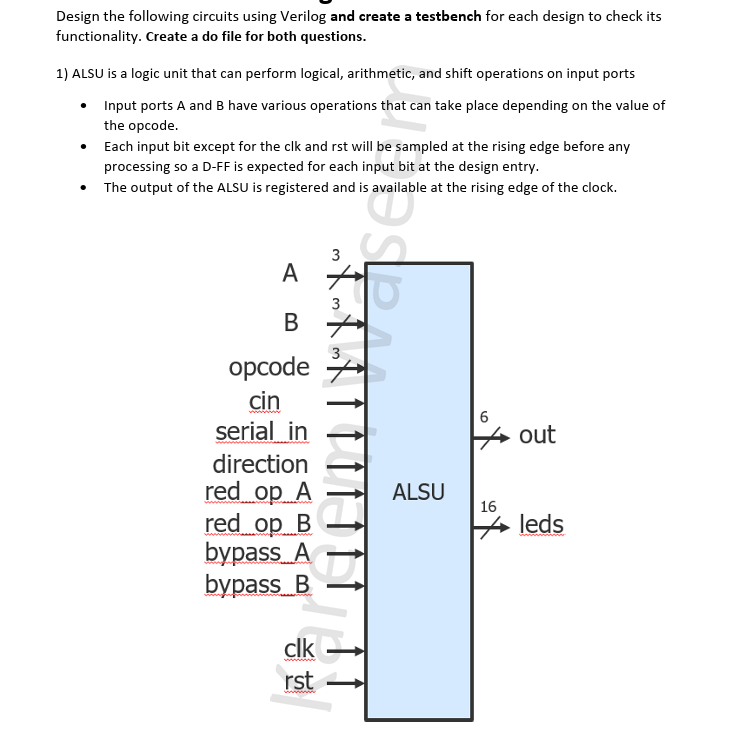 Design the following circuits using Verilog and create a testbench for each design to check its
functionality. Create a do file for both questions.
1) ALSU is a logic unit that can perform logical, arithmetic, and shift operations on input ports
• Input ports A and B have various operations that can take place depending on the value of
the opcode.
• Each input bit except for the clk and rst will be sampled at the rising edge before any
processing so a D-FF is expected for each input bit at the design entry.
• The output of the ALSU is registered and is available at the rising edge of the clock.
A 3
B 3
opcode 3
cin
serial_in
direction
red_op_A
red_op_B
bypass_A
bypass_B
clk
rst
ALSU
6 out
16 leds
Kareem Waseem